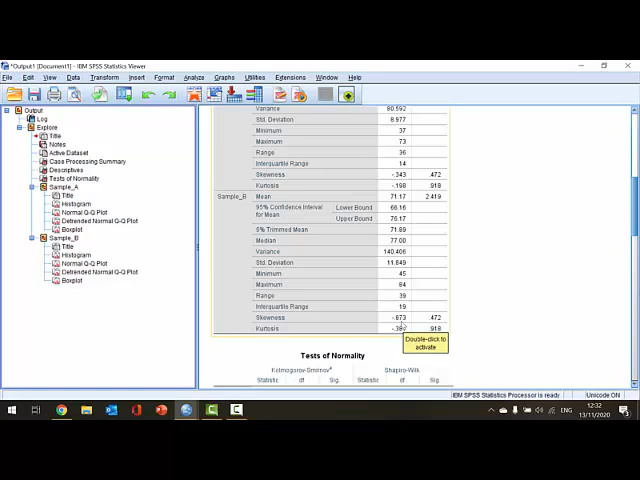 *Output1 [Document1] - IBM SPSS Statistics Viewer
File Edit View Data Transform Insert Format Analyze Graphs Utilities Extensions Window Help
Output
Log
Explore
Title
Notes
Active Dataset
Case Processing Summary
Descriptives
Tests of Normality
Sample_A
Title
Histogram
Normal Q-Q Plot
Detrended Normal Q-Q Plot
Boxplot
Sample_B
Title
Histogram
Normal Q-Q Plot
Detrended Normal Q-Q Plot
Boxplot
Variance 80.592
Std. Deviation 8.977
Minimum 37
Maximum 73
Range 36
Interquartile Range 14
Skewness -.343 .472
Kurtosis -.198 .918
Sample_B Mean 71.17 2.419
95% Confidence Interval for Mean Lower Bound 66.16
Upper Bound 76.17
5% Trimmed Mean 71.89
Median 77.00
Variance 140.406
Std. Deviation 11.849
Minimum 45
Maximum 84
Range 39
Interquartile Range 19
Skewness -.873 .472
Kurtosis .918
Double-click to
activate
Tests of Normality
Kolmogorov-Smirnovª Shapiro-Wilk
Statistic df Sig. Statistic df Sig.
IBM SPSS Statistics Processor is ready Unicode:ON
ENG
12:32
13/11/2020